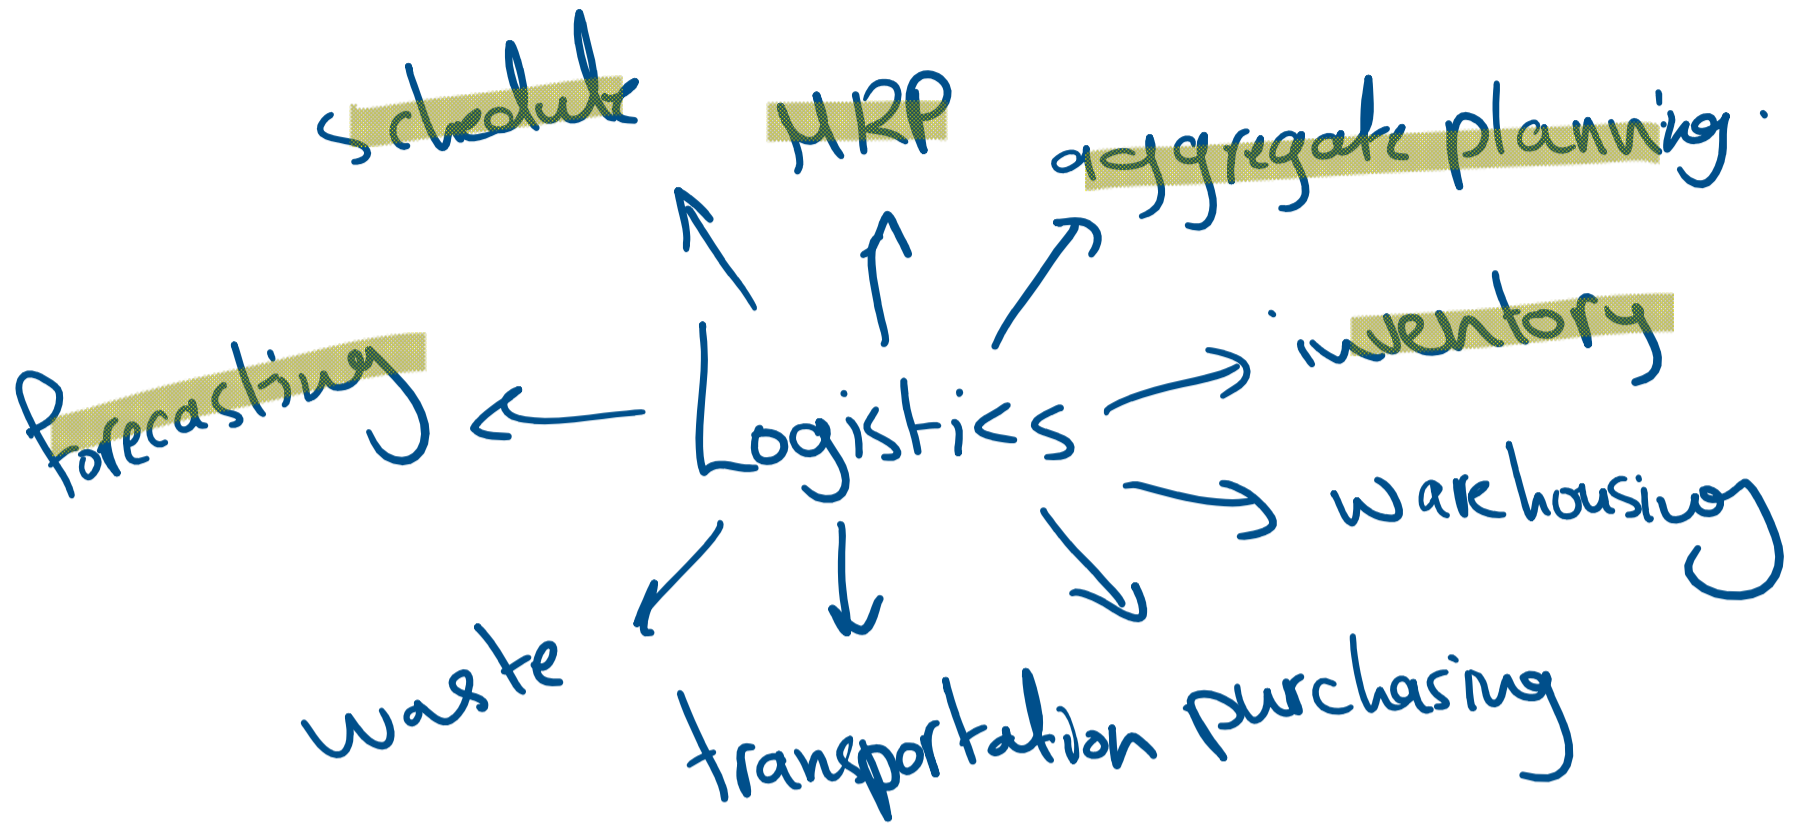 schedule
MRP
aggregate planning.
inventory
forecasting
Logistics
warehousing
waste
transportation
purchasing